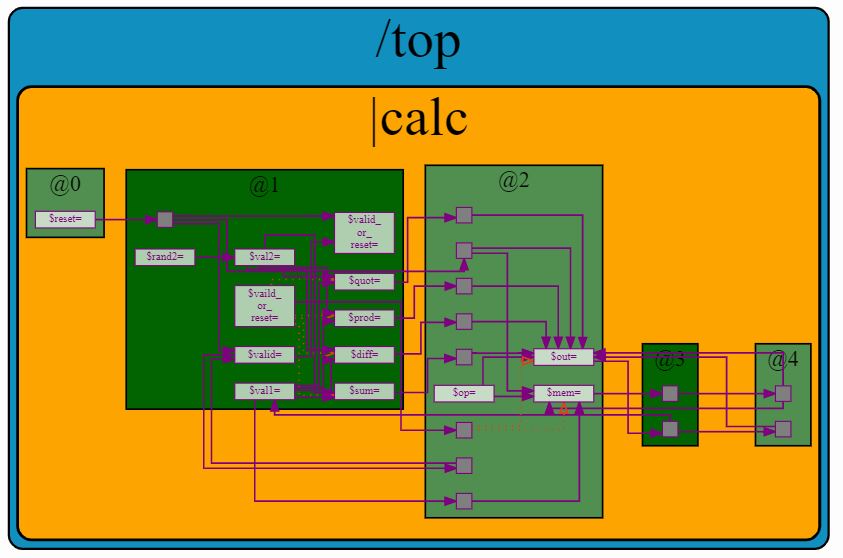 /top
|calc
@0
$reset=
@1
$rand2=
$val2=
$vaild_
or_
reset=
$valid=
$val1=
$valid_
or_
reset=
$quot=
$prod=
$diff=
$sum=
@2
$op=
$out=
$mem=
@3
@4